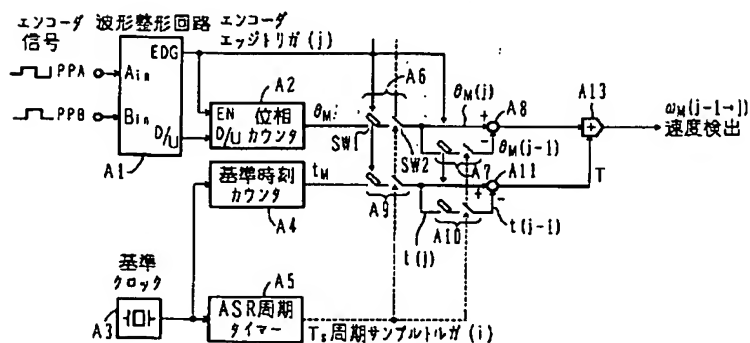 エンコーダ 波形整形回路 エンコーダ
信号 エッジトリガ(j)
EDG
PPA
Ain
PPB
Bin
D/U
A1
A2
EN 位相
D/U カウンタ
θM
SW1
A6
SW2
θM(j)
A8
θM(j-1)
A7
A13
ωM(j-1→j)
速度検出
基準時刻
カウンタ
A4
tM
A9
A11
T
A10
t(j)
t(j-1)
基準
クロック
A3
A5
ASR周期
タイマー
Ts周期サンプルトルガ(i)